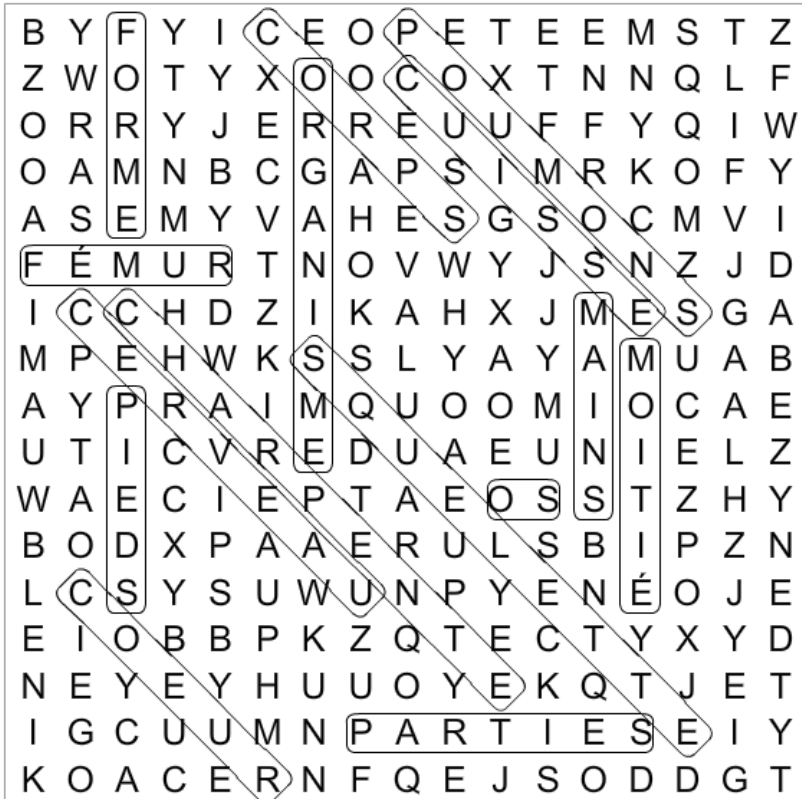 B Y F Y I C E O P E T E E M S T Z
Z W O T Y X O O C O X T N N Q L F
O R R Y J E R R E U U F F Y Q I W
O A M N B C G A P S I M R K O F Y
A S E M Y V A H E S G S O C M V I
F É M U R T N O V W Y J S N Z J D
I C C H D Z I K A H X J M E S G A
M P E H W K S S L Y A Y A M U A B
A Y P R A I M Q U O O M I O C A E
U T I C V R E D U A E U N I E L Z
W A E C I E P T A E O S S T Z H Y
B O D X P A A E R U L S B I P Z N
L C S Y S U W U N P Y E N É O J E
E I O B B P K Z Q T E C T Y X Y D
N E Y E Y H U U O Y E K Q T J E T
I G C U U M N P A R T I E S E I Y
K O A C E R N F Q E J S O D D G T